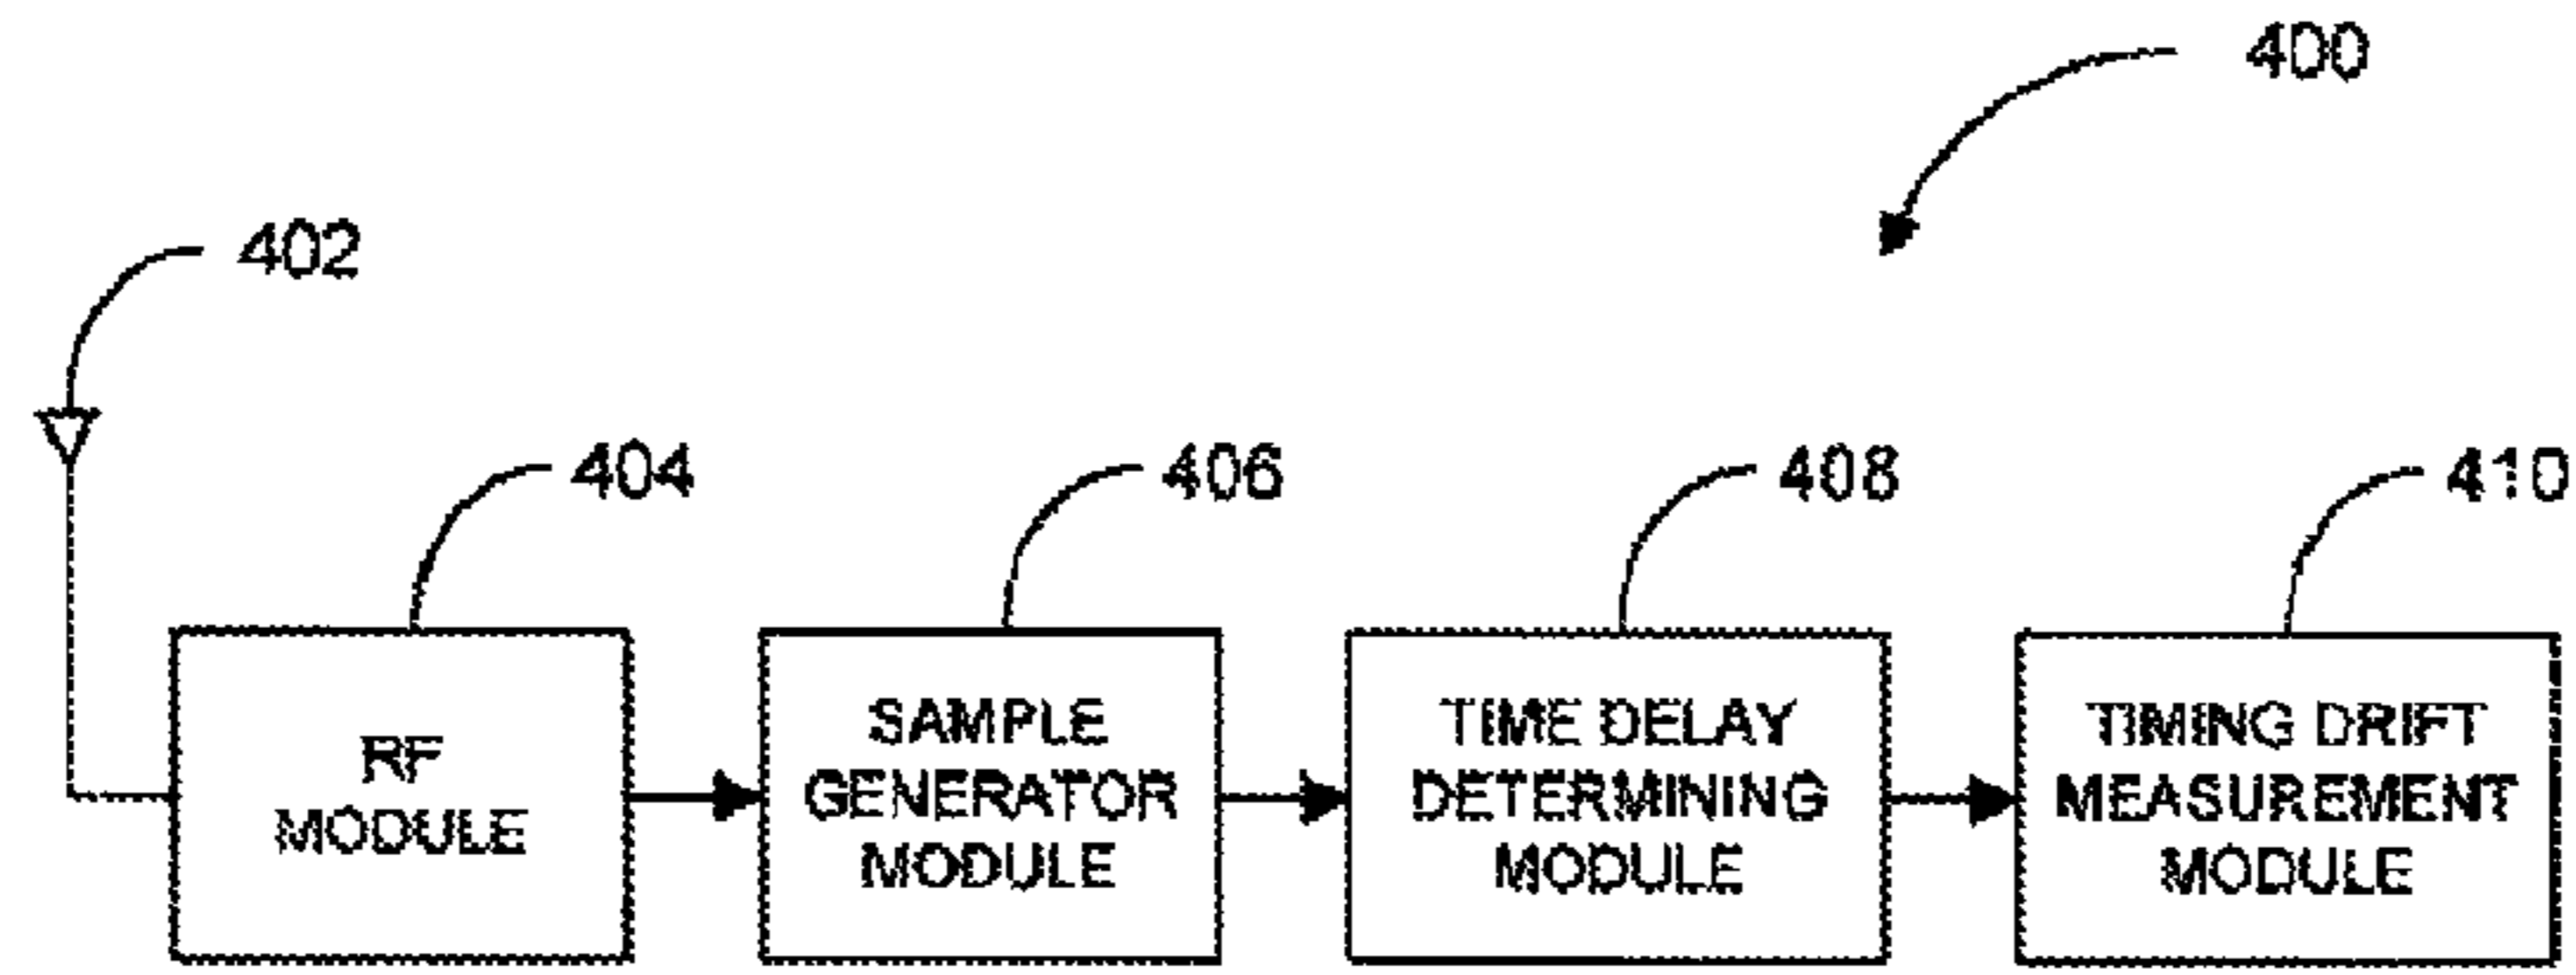 400
402
404
406
408
410
RF
MODULE
SAMPLE
GENERATOR
MODULE
TIME DELAY
DETERMINING
MODULE
TIMING DRIFT
MEASUREMENT
MODULE